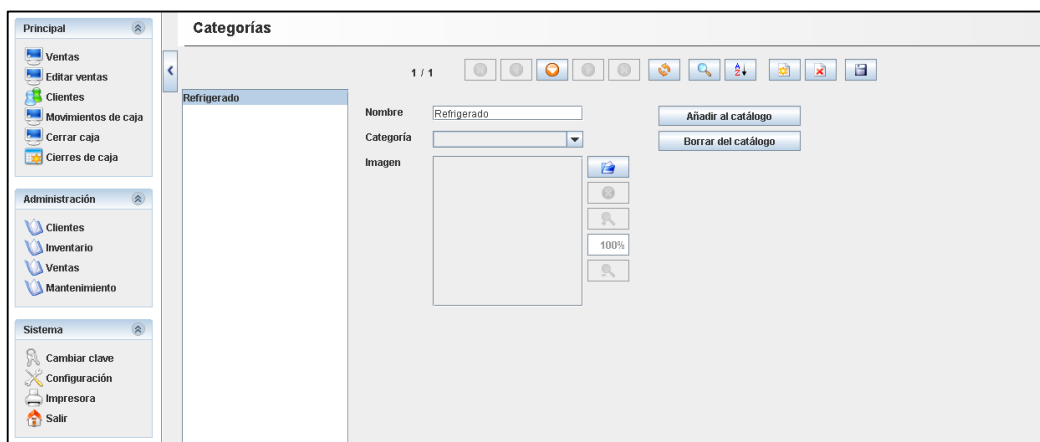 Principal
Ventas
Editar ventas
Clientes
Movimientos de caja
Cerrar caja
Cierres de caja
Administración
Clientes
Inventario
Ventas
Mantenimiento
Sistema
Cambiar clave
Configuración
Impresora
Salir
Categorías
1 / 1
Refrigerado
Nombre
Refrigerado
Añadir al catálogo
Categoría
Borrar del catálogo
Imagen
100%